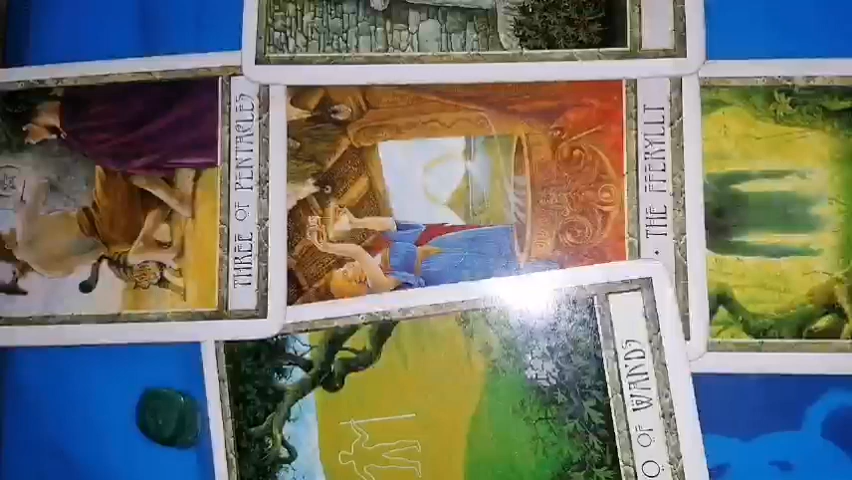 THREE OF PENTACLES
• THE FFERYLLT
O OF WANDS